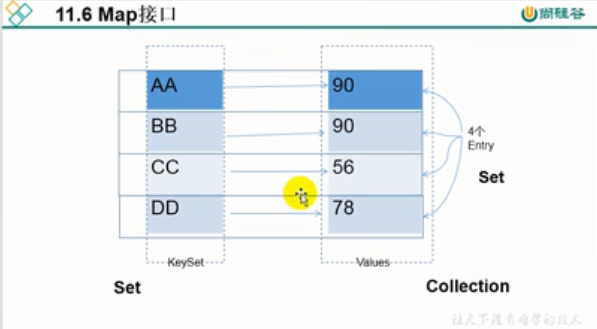 11.6 Map接口
尚硅谷
AA 90
BB 90
CC 56
DD 78
4个
Entry
Set
KeySet
Values
Set
Collection
让天下没有难学的技术